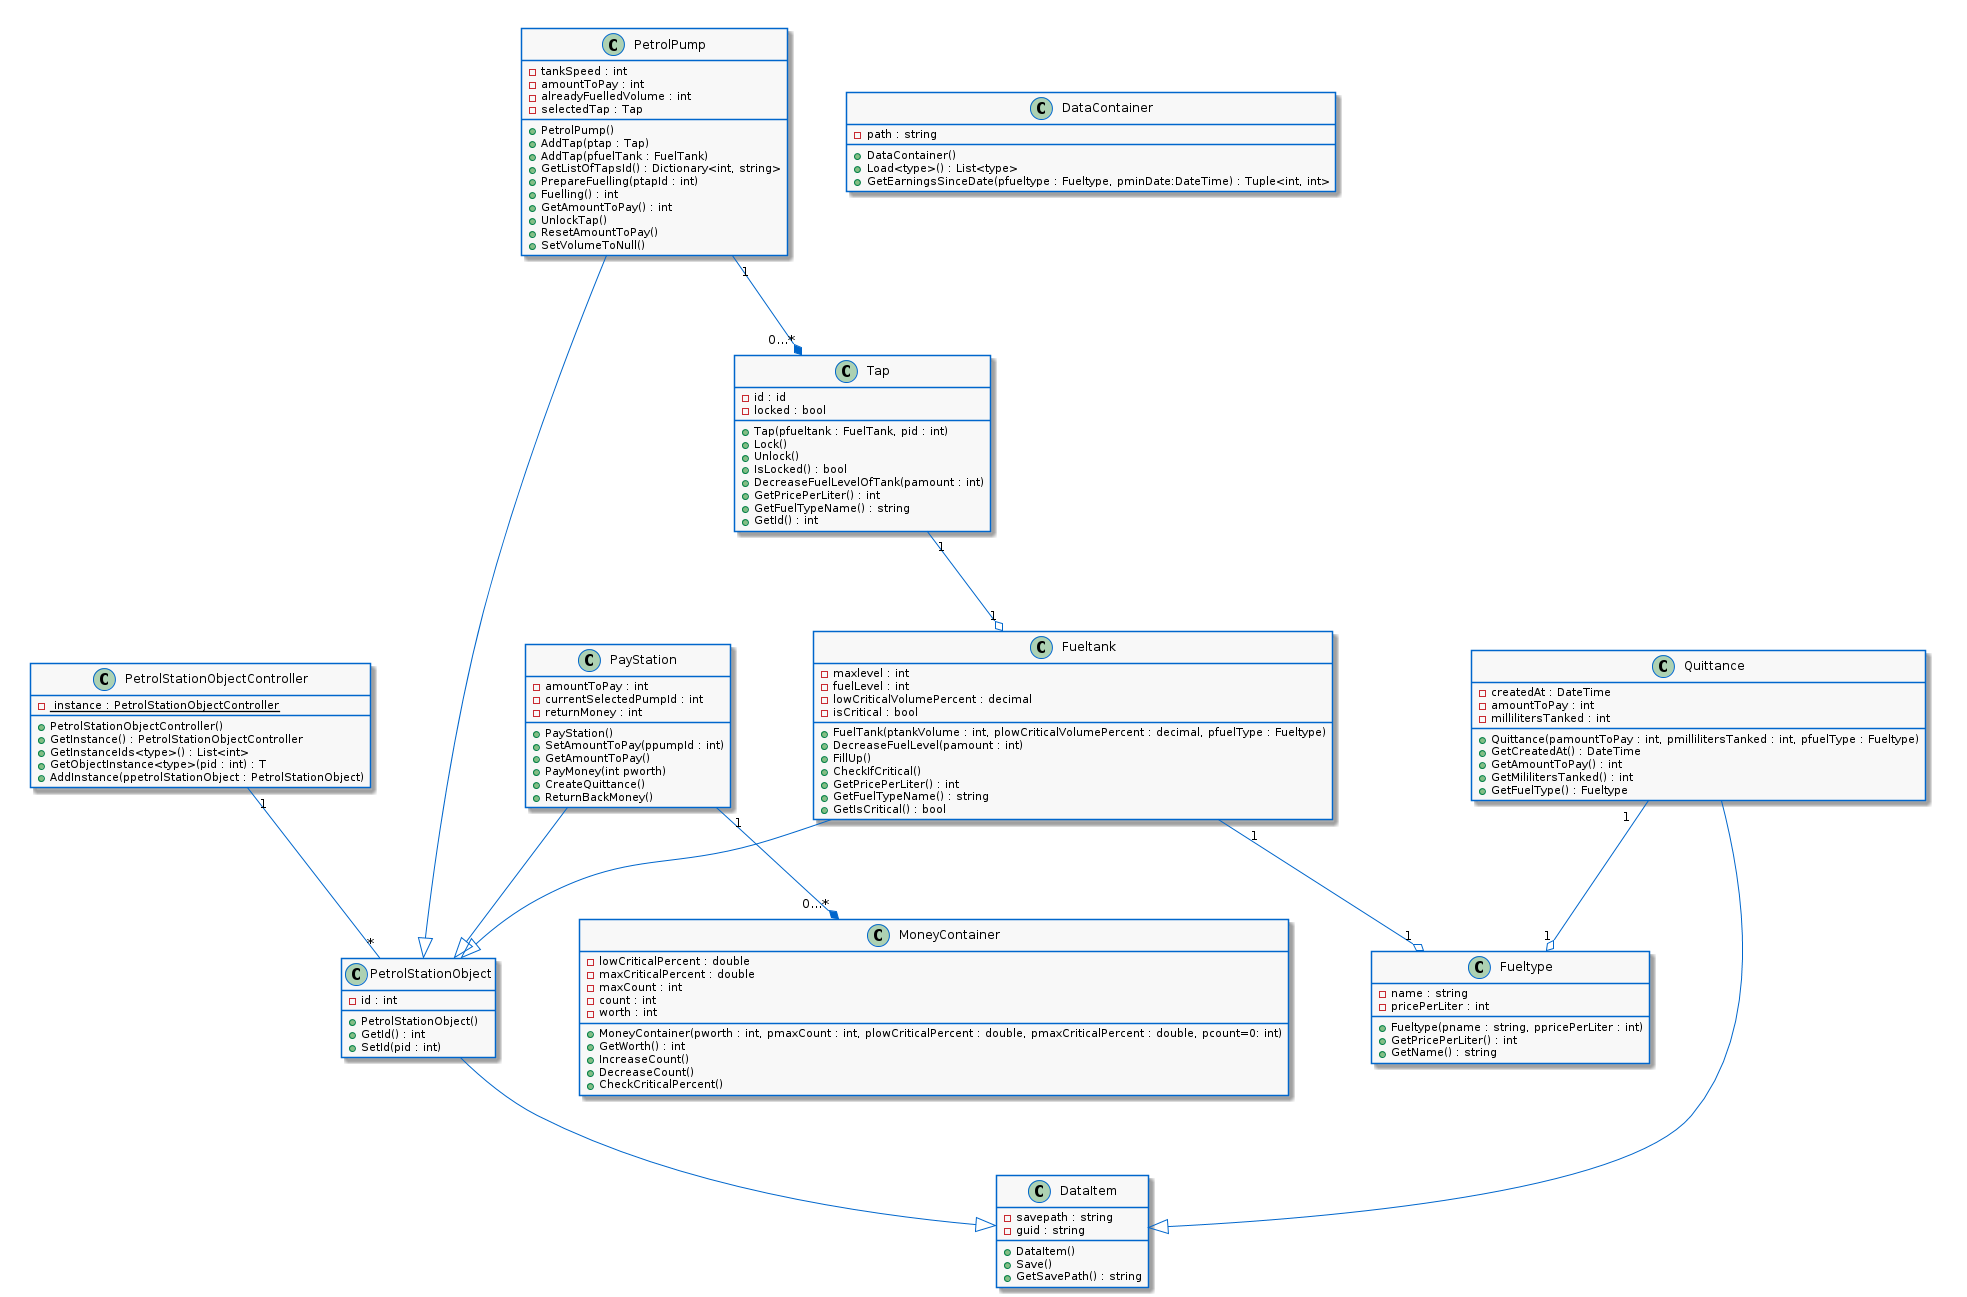 C PetrolPump
tankSpeed : int
amountToPay : int
alreadyFuelledVolume : int
selectedTap : Tap
PetrolPump()
AddTap(ptap : Tap)
AddTap(pfuelTank : FuelTank)
GetListOfTapsId() : Dictionary<int, string>
PrepareFuelling(ptapId : int)
Fuelling() : int
GetAmountToPay() : int
UnlockTap()
ResetAmountToPay()
SetVolumeToNull()
C DataContainer
path : string
DataContainer()
Load<type>() : List<type>
GetEarningsSinceDate(pfueltype : Fueltype, pminDate:DateTime) : Tuple<int, int>
1
0...*
C Tap
id : id
locked : bool
Tap(pfueltank : FuelTank, pid : int)
Lock()
Unlock()
IsLocked() : bool
DecreaseFuelLevelOfTank(pamount : int)
GetPricePerLiter() : int
GetFuelTypeName() : string
GetId() : int
1
1
C PetrolStationObjectController
_instance : PetrolStationObjectController
PetrolStationObjectController()
GetInstance() : PetrolStationObjectController
GetInstanceIds<type>() : List<int>
GetObjectInstance<type>(pid : int) : T
AddInstance(ppetrolStationObject : PetrolStationObject)
C PayStation
amountToPay : int
currentSelectedPumpId : int
returnMoney : int
PayStation()
SetAmountToPay(ppumpId : int)
GetAmountToPay()
PayMoney(int pworth)
CreateQuittance()
ReturnBackMoney()
C Fueltank
maxlevel : int
fuelLevel : int
lowCriticalVolumePercent : decimal
isCritical : bool
FuelTank(ptankVolume : int, plowCriticalVolumePercent : decimal, pfuelType : Fueltype)
DecreaseFuelLevel(pamount : int)
FillUp()
CheckIfCritical()
GetPricePerLiter() : int
GetFuelTypeName() : string
GetIsCritical() : bool
C Quittance
createdAt : DateTime
amountToPay : int
millilitersTanked : int
Quittance(pamountToPay : int, pmillilitersTanked : int, pfuelType : Fueltype)
GetCreatedAt() : DateTime
GetAmountToPay() : int
GetMililitersTanked() : int
GetFuelType() : Fueltype
1
1
1
1
*
0...*
1
1
C PetrolStationObject
id : int
PetrolStationObject()
GetId() : int
SetId(pid : int)
C MoneyContainer
lowCriticalPercent : double
maxCriticalPercent : double
maxCount : int
count : int
worth : int
MoneyContainer(pworth : int, pmaxCount : int, plowCriticalPercent : double, pmaxCriticalPercent : double, pcount=0: int)
GetWorth() : int
IncreaseCount()
DecreaseCount()
CheckCriticalPercent()
C Fueltype
name : string
pricePerLiter : int
Fueltype(pname : string, ppricePerLiter : int)
GetPricePerLiter() : int
GetName() : string
C DataItem
savepath : string
guid : string
DataItem()
Save()
GetSavePath() : string